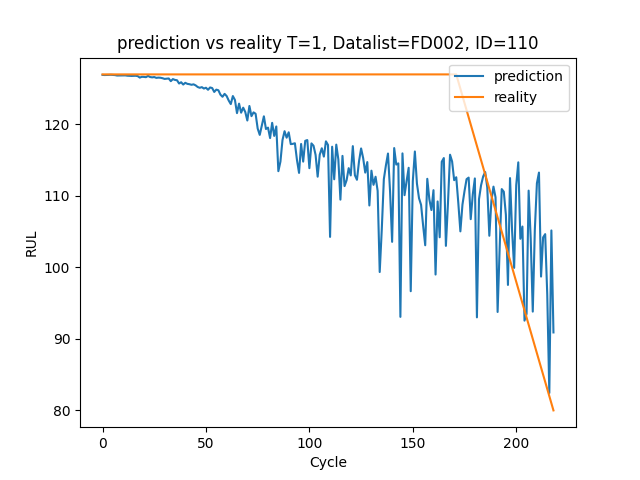 prediction vs reality T=1, Datalist=FD002, ID=110
prediction
reality
RUL
120
110
100
90
80
0 50 100 150 200
Cycle